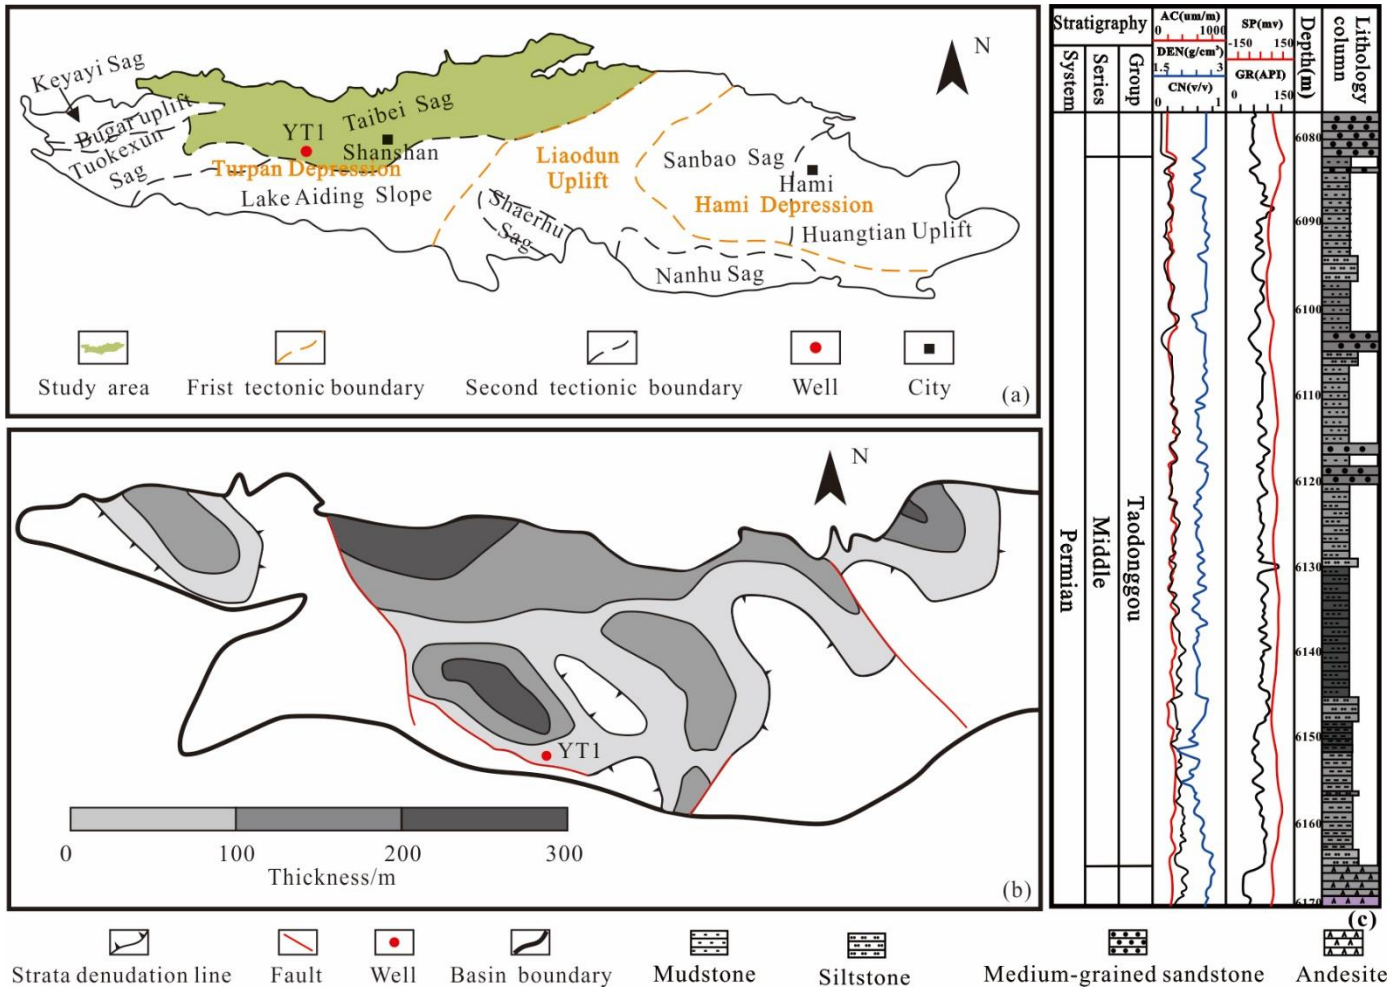 Keyayi Sag
Bugar uplift
Tuokexun
Sag
YT1
Taibei Sag
Shanshan
Turpan Depression
Lake Aiding Slope
Liaodun
Uplift
Shaerhu
Sag
Sanbao Sag
Hami
Hami Depression
Huangtian Uplift
Nanhu Sag
N
Study area
Frist tectonic boundary
Second tectionic boundary
Well
City
(a)
N
YT1
0 100 200 300
Thickness/m
(b)
Stratigraphy
System
Series
Group
AC(um/m)
0 1000
DEN(g/cm³)
1.5 3
CN(v/v)
0 1
SP(mv)
-150 150
GR(API)
0 150
Depth(m)
Lithology
column
Permian
Middle
Taodonggou
6080
6090
6100
6110
6120
6130
6140
6150
6160
6170
(c)
Strata denudation line
Fault
Well
Basin boundary
Mudstone
Siltstone
Medium-grained sandstone
Andesite